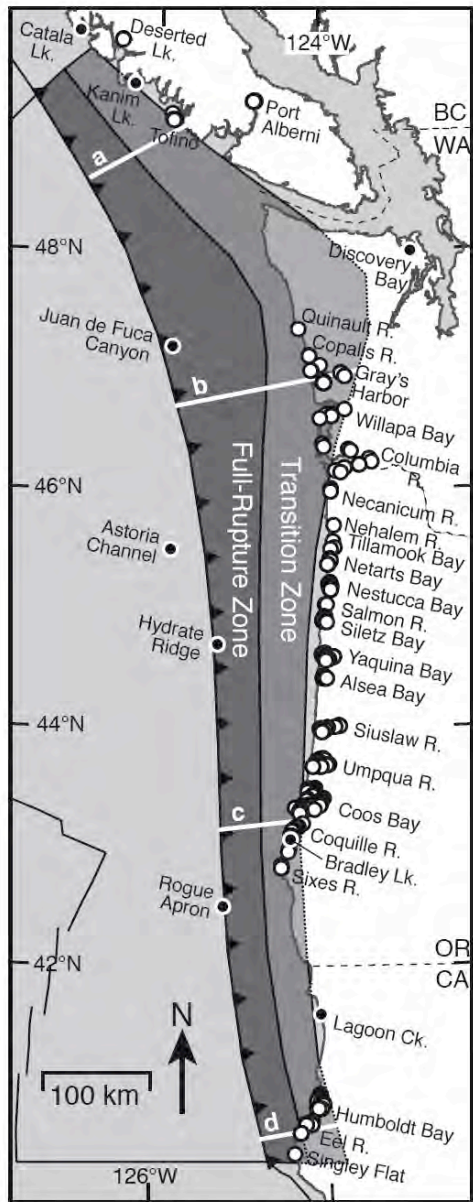 Catala
Lk.
Deserted
Lk.
124°W
Kanim
Lk.
Tofino
Port
Alberni
BC
WA
a
48°N
Discovery
Bay
Juan de Fuca
Canyon
Quinault R.
Copalis R.
Gray's
Harbor
b
Willapa Bay
Columbia
R.
46°N
Full-Rupture Zone
Transition Zone
Necanicum R.
Nehalem R.
Tillamook Bay
Astoria
Channel
Netarts Bay
Nestucca Bay
Salmon R.
Siletz Bay
Hydrate
Ridge
Yaquina Bay
Alsea Bay
44°N
Siuslaw R.
Umpqua R.
c
Coos Bay
Coquille R.
Bradley Lk.
Sixes R.
Rogue
Apron
42°N
OR
CA
N
Lagoon Ck.
100 km
d
Humboldt Bay
Eel R.
Singley Flat
126°W